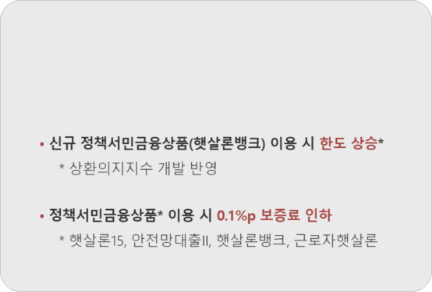 • 신규 정책서민금융상품(햇살론뱅크) 이용 시 한도 상승*
* 상환의지지수 개발 반영
• 정책서민금융상품* 이용 시 0.1%p 보증료 인하
* 햇살론15, 안전망대출II, 햇살론뱅크, 근로자햇살론